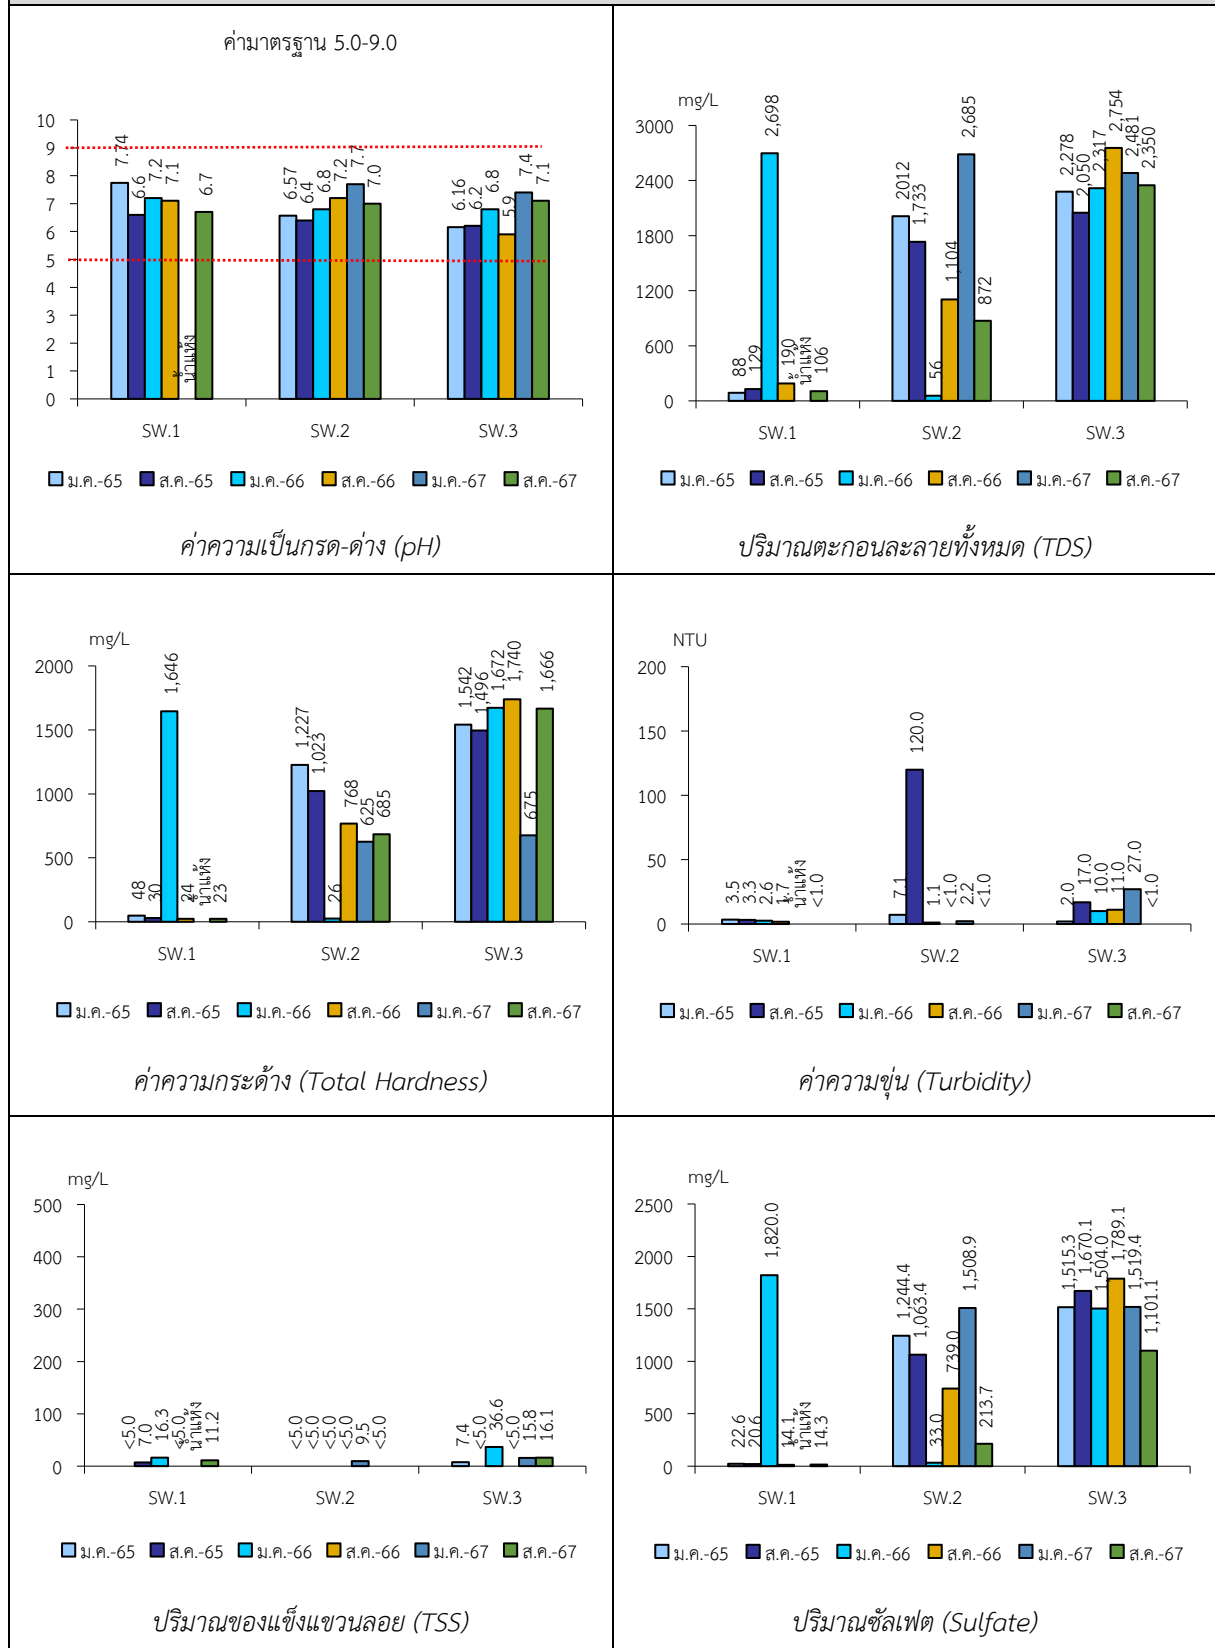 ค่ามาตรฐาน 5.0-9.0
10
9
8
7
6
5
4
3
2
1
0
7.74 6.6 7.2 7.1 น้ำแห้ง 6.7
6.57 6.4 6.8 7.2 7.7 7.0
6.16 6.2 6.8 5.9 7.4 7.1
SW.1 SW.2 SW.3
ม.ค.-65 ส.ค.-65 ม.ค.-66 ส.ค.-66 ม.ค.-67 ส.ค.-67
ค่าความเป็นกรด-ด่าง (pH)
mg/L
3000
2400
1800
1200
600
0
88 129 2,698 190 น้ำแห้ง 106
2012 1,733 56 1,104 2,685 872
2,278 2,050 2,317 2,754 2,481 2,350
SW.1 SW.2 SW.3
ม.ค.-65 ส.ค.-65 ม.ค.-66 ส.ค.-66 ม.ค.-67 ส.ค.-67
ปริมาณตะกอนละลายทั้งหมด (TDS)
mg/L
2000
1500
1000
500
0
48 30 1,646 24 น้ำแห้ง 23
1,227 1,023 26 768 625 685
1,542 1,496 1,672 1,740 675 1,666
SW.1 SW.2 SW.3
ม.ค.-65 ส.ค.-65 ม.ค.-66 ส.ค.-66 ม.ค.-67 ส.ค.-67
ค่าความกระด้าง (Total Hardness)
NTU
200
150
100
50
0
3.5 3.3 2.6 1.7 น้ำแห้ง <1.0
7.1 120.0 1.1 <1.0 2.2 <1.0
2.0 17.0 10.0 11.0 27.0 <1.0
SW.1 SW.2 SW.3
ม.ค.-65 ส.ค.-65 ม.ค.-66 ส.ค.-66 ม.ค.-67 ส.ค.-67
ค่าความขุ่น (Turbidity)
mg/L
500
400
300
200
100
0
<5.0 7.0 16.3 <5.0 น้ำแห้ง 11.2
<5.0 <5.0 <5.0 <5.0 9.5 <5.0
7.4 <5.0 36.6 <5.0 15.8 16.1
SW.1 SW.2 SW.3
ม.ค.-65 ส.ค.-65 ม.ค.-66 ส.ค.-66 ม.ค.-67 ส.ค.-67
ปริมาณของแข็งแขวนลอย (TSS)
mg/L
2500
2000
1500
1000
500
0
22.6 20.6 1,820.0 14.1 น้ำแห้ง 14.3
1,244.4 1,063.4 33.0 739.0 1,508.9 213.7
1,515.3 1,670.1 1,504.0 1,789.1 1,519.4 1,101.1
SW.1 SW.2 SW.3
ม.ค.-65 ส.ค.-65 ม.ค.-66 ส.ค.-66 ม.ค.-67 ส.ค.-67
ปริมาณซัลเฟต (Sulfate)